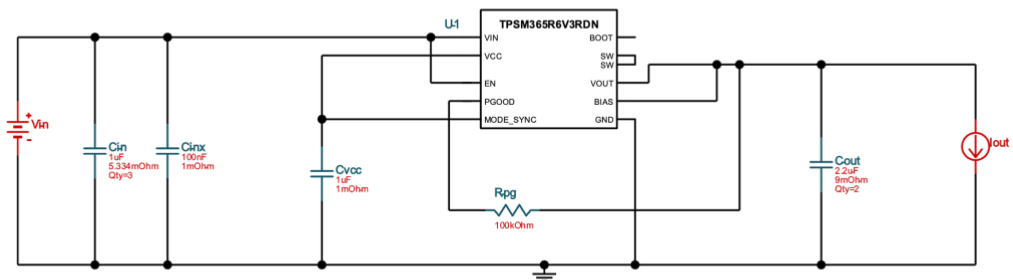 U1
TPSM365R6V3RDN
VIN
BOOT
VCC
SW
SW
EN
VOUT
PGOOD
BIAS
MODE_SYNC
GND
+
Vin
-
Cin
1uF
5.334mOhm
Qty=3
Cinx
100nF
1mOhm
Cvcc
1uF
1mOhm
Rpg
100kOhm
Cout
2.2uF
9mOhm
Qty=2
Iout